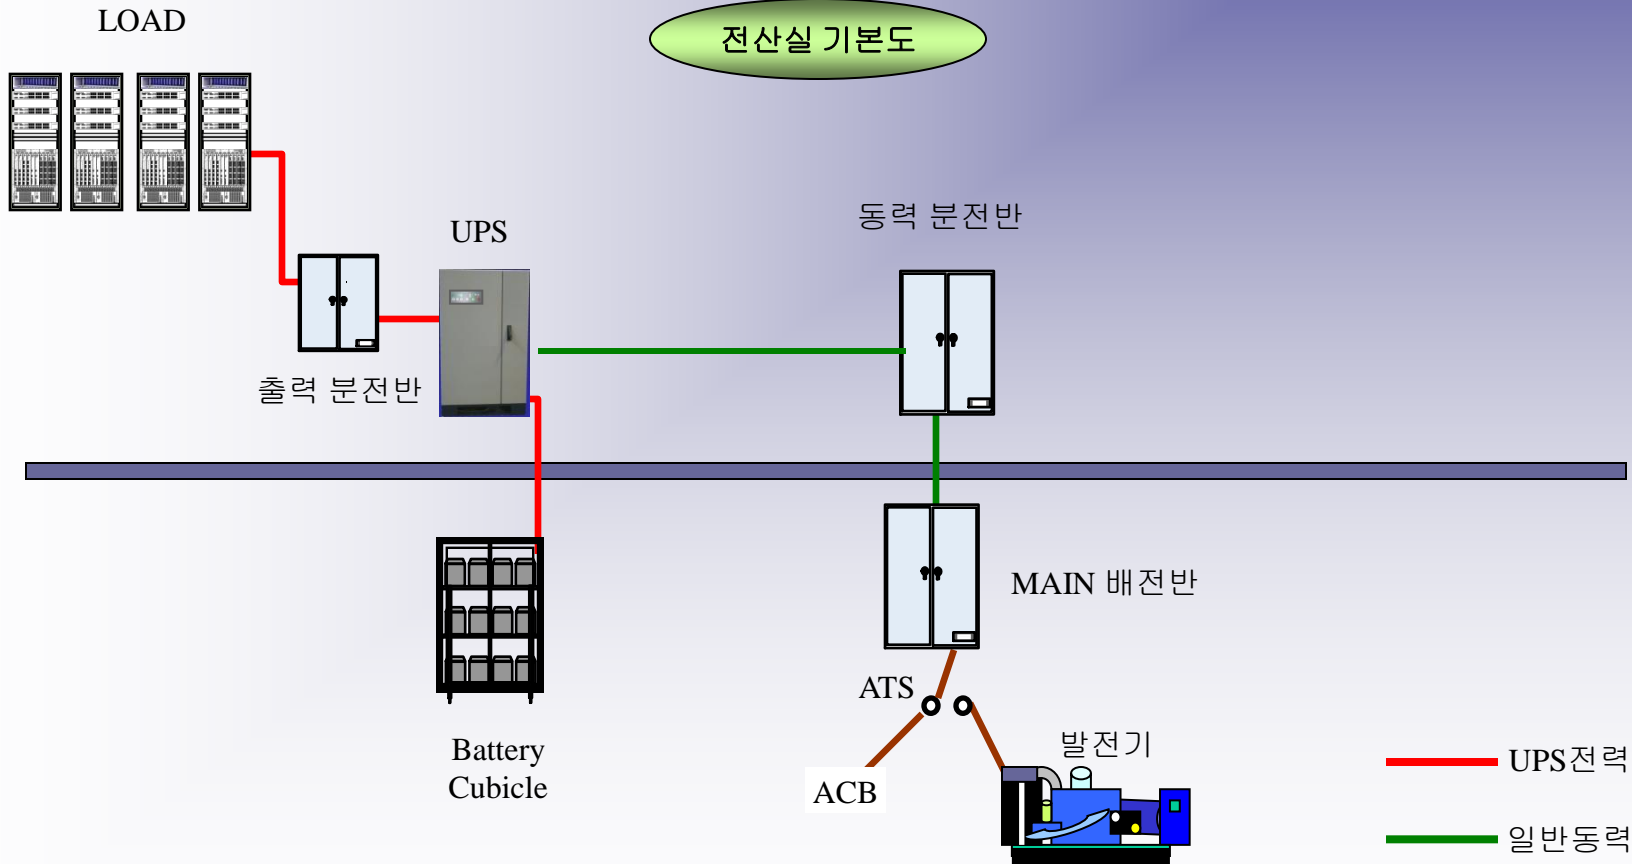 LOAD
전산실 기본도
동력 분전반
UPS
출력 분전반
MAIN 배전반
ATS
발전기
Battery
Cubicle
ACB
UPS전력
일반동력